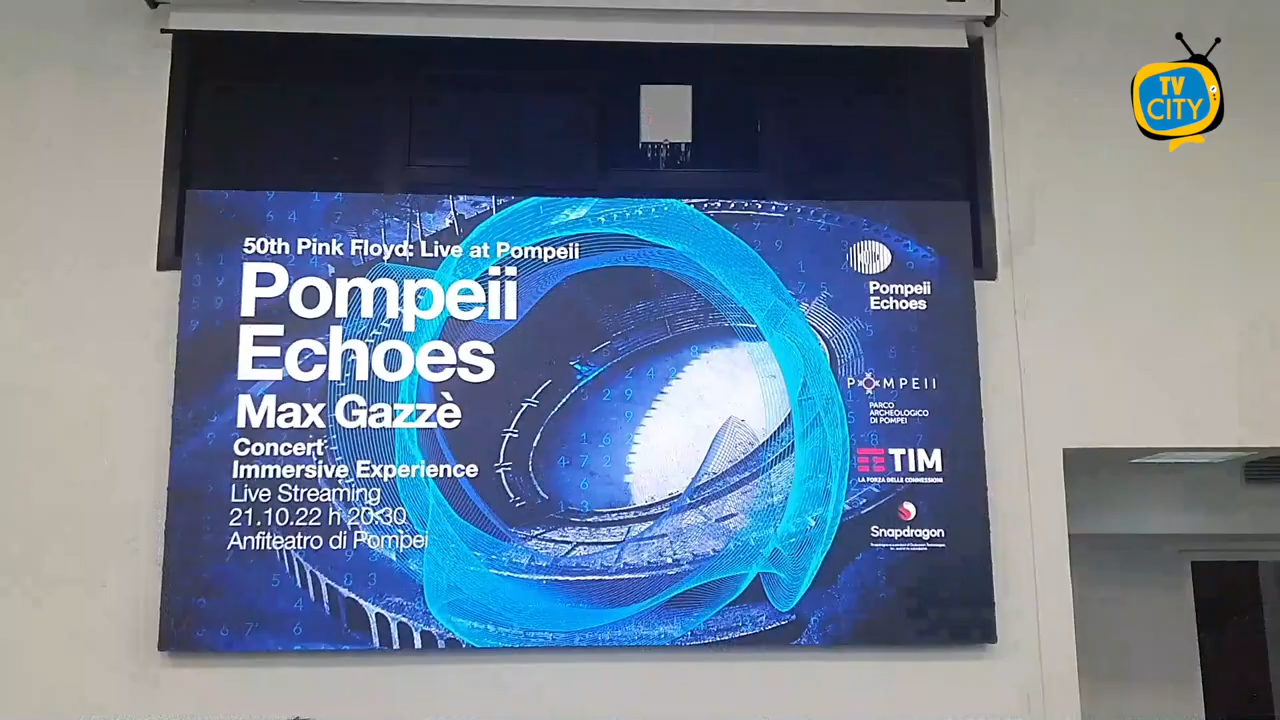 TV
CITY
50th Pink Floyd: Live at Pompeii
Pompeii
Echoes
Max Gazzè
Concert
Immersive Experience
Live Streaming
21.10.22 h 20:30
Anfiteatro di Pompei
Pompeii
Echoes
POMPEII
PARCO
ARCHEOLOGICO
DI POMPEI
TIM
LA FORZA DELLE CONNESSIONI
Snapdragon